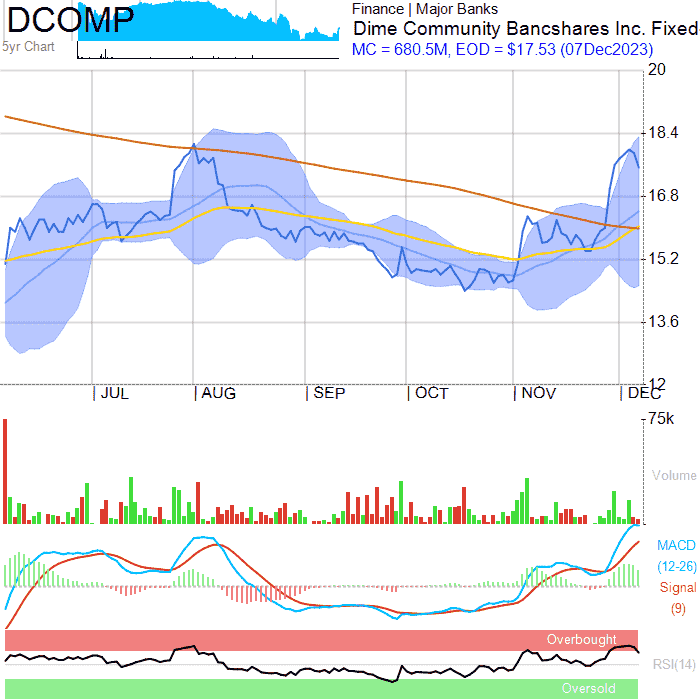 DCOMP
5yr Chart
Finance | Major Banks
Dime Community Bancshares Inc. Fixed
MC = 680.5M, EOD = $17.53 (07Dec2023)
20
18.4
16.8
15.2
13.6
12
JUL
AUG
SEP
OCT
NOV
DEC
75k
Volume
MACD
(12-26)
Signal
(9)
Overbought
RSI(14)
Oversold